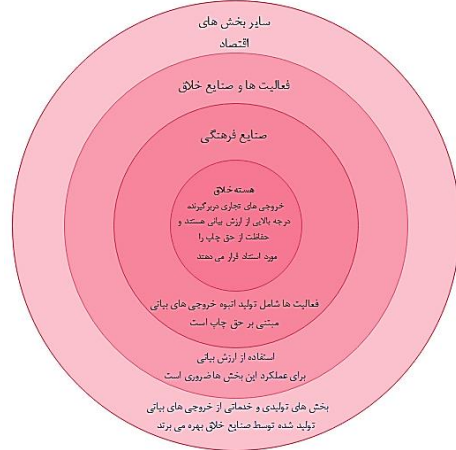 سایر بخش های
اقتصاد
فعالیت ها و صنایع خلاق
صنایع فرهنگی
هسته خلاق
خروجی های تجاری دربرگیرنده
درجه بالایی از ارزش بیانی هستند و
حفاظت از حق چاپ را
مورد استناد قرار می دهند
فعالیت ها شامل تولید انبوه خروجی های بیانی
مبتنی بر حق چاپ است
استفاده از ارزش بیانی
برای عملکرد این بخش هاضروری است
بخش های تولیدی و خدماتی از خروجی های بیانی
تولید شده توسط صنایع خلاق بهره می برند